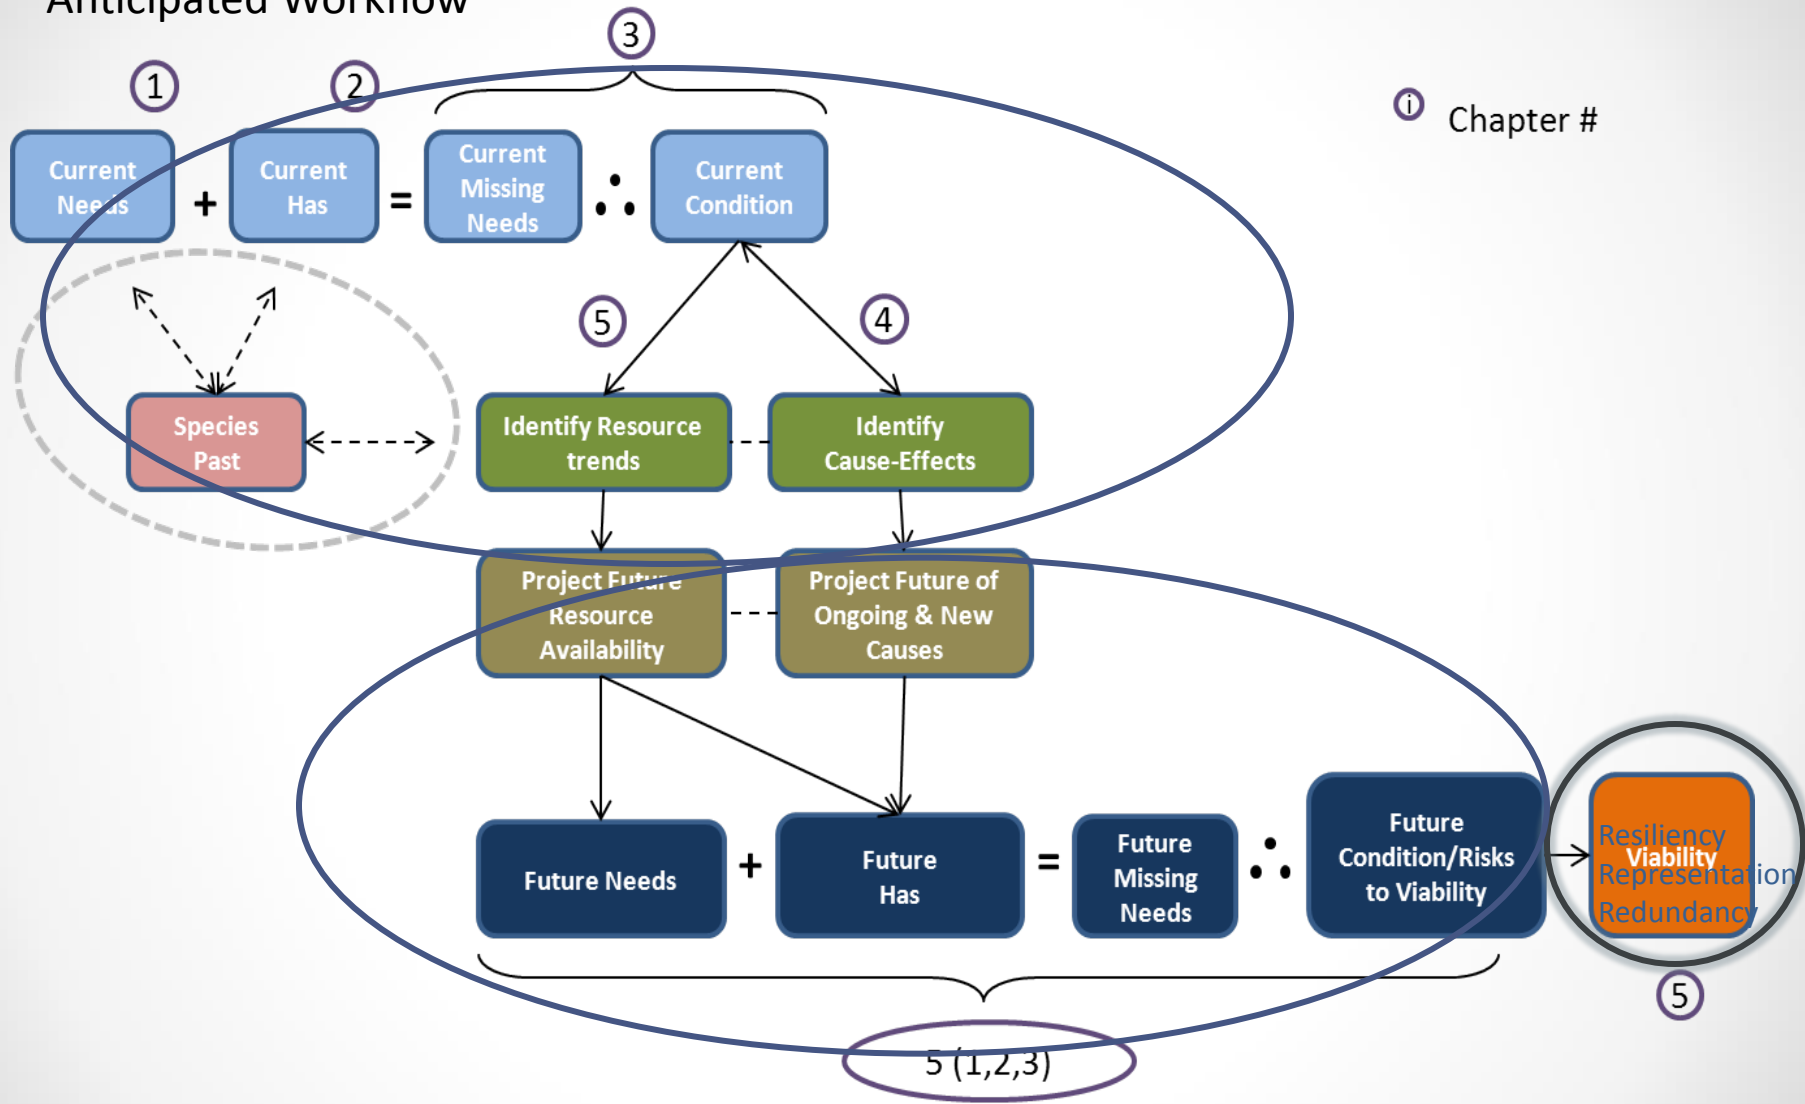 Anticipated Workflow
3
1
2
i
Chapter #
Current
Needs
+
Current
Has
=
Current
Missing
Needs
∴
Current
Condition
5
4
Species
Past
Identify Resource
trends
Identify
Cause-Effects
Project Future
Resource
Availability
Project Future of
Ongoing & New
Causes
Future Needs
+
Future
Has
=
Future
Missing
Needs
∴
Future
Condition/Risks
to Viability
Resiliency
Viability
Representation
Redundancy
5
5 (1,2,3)